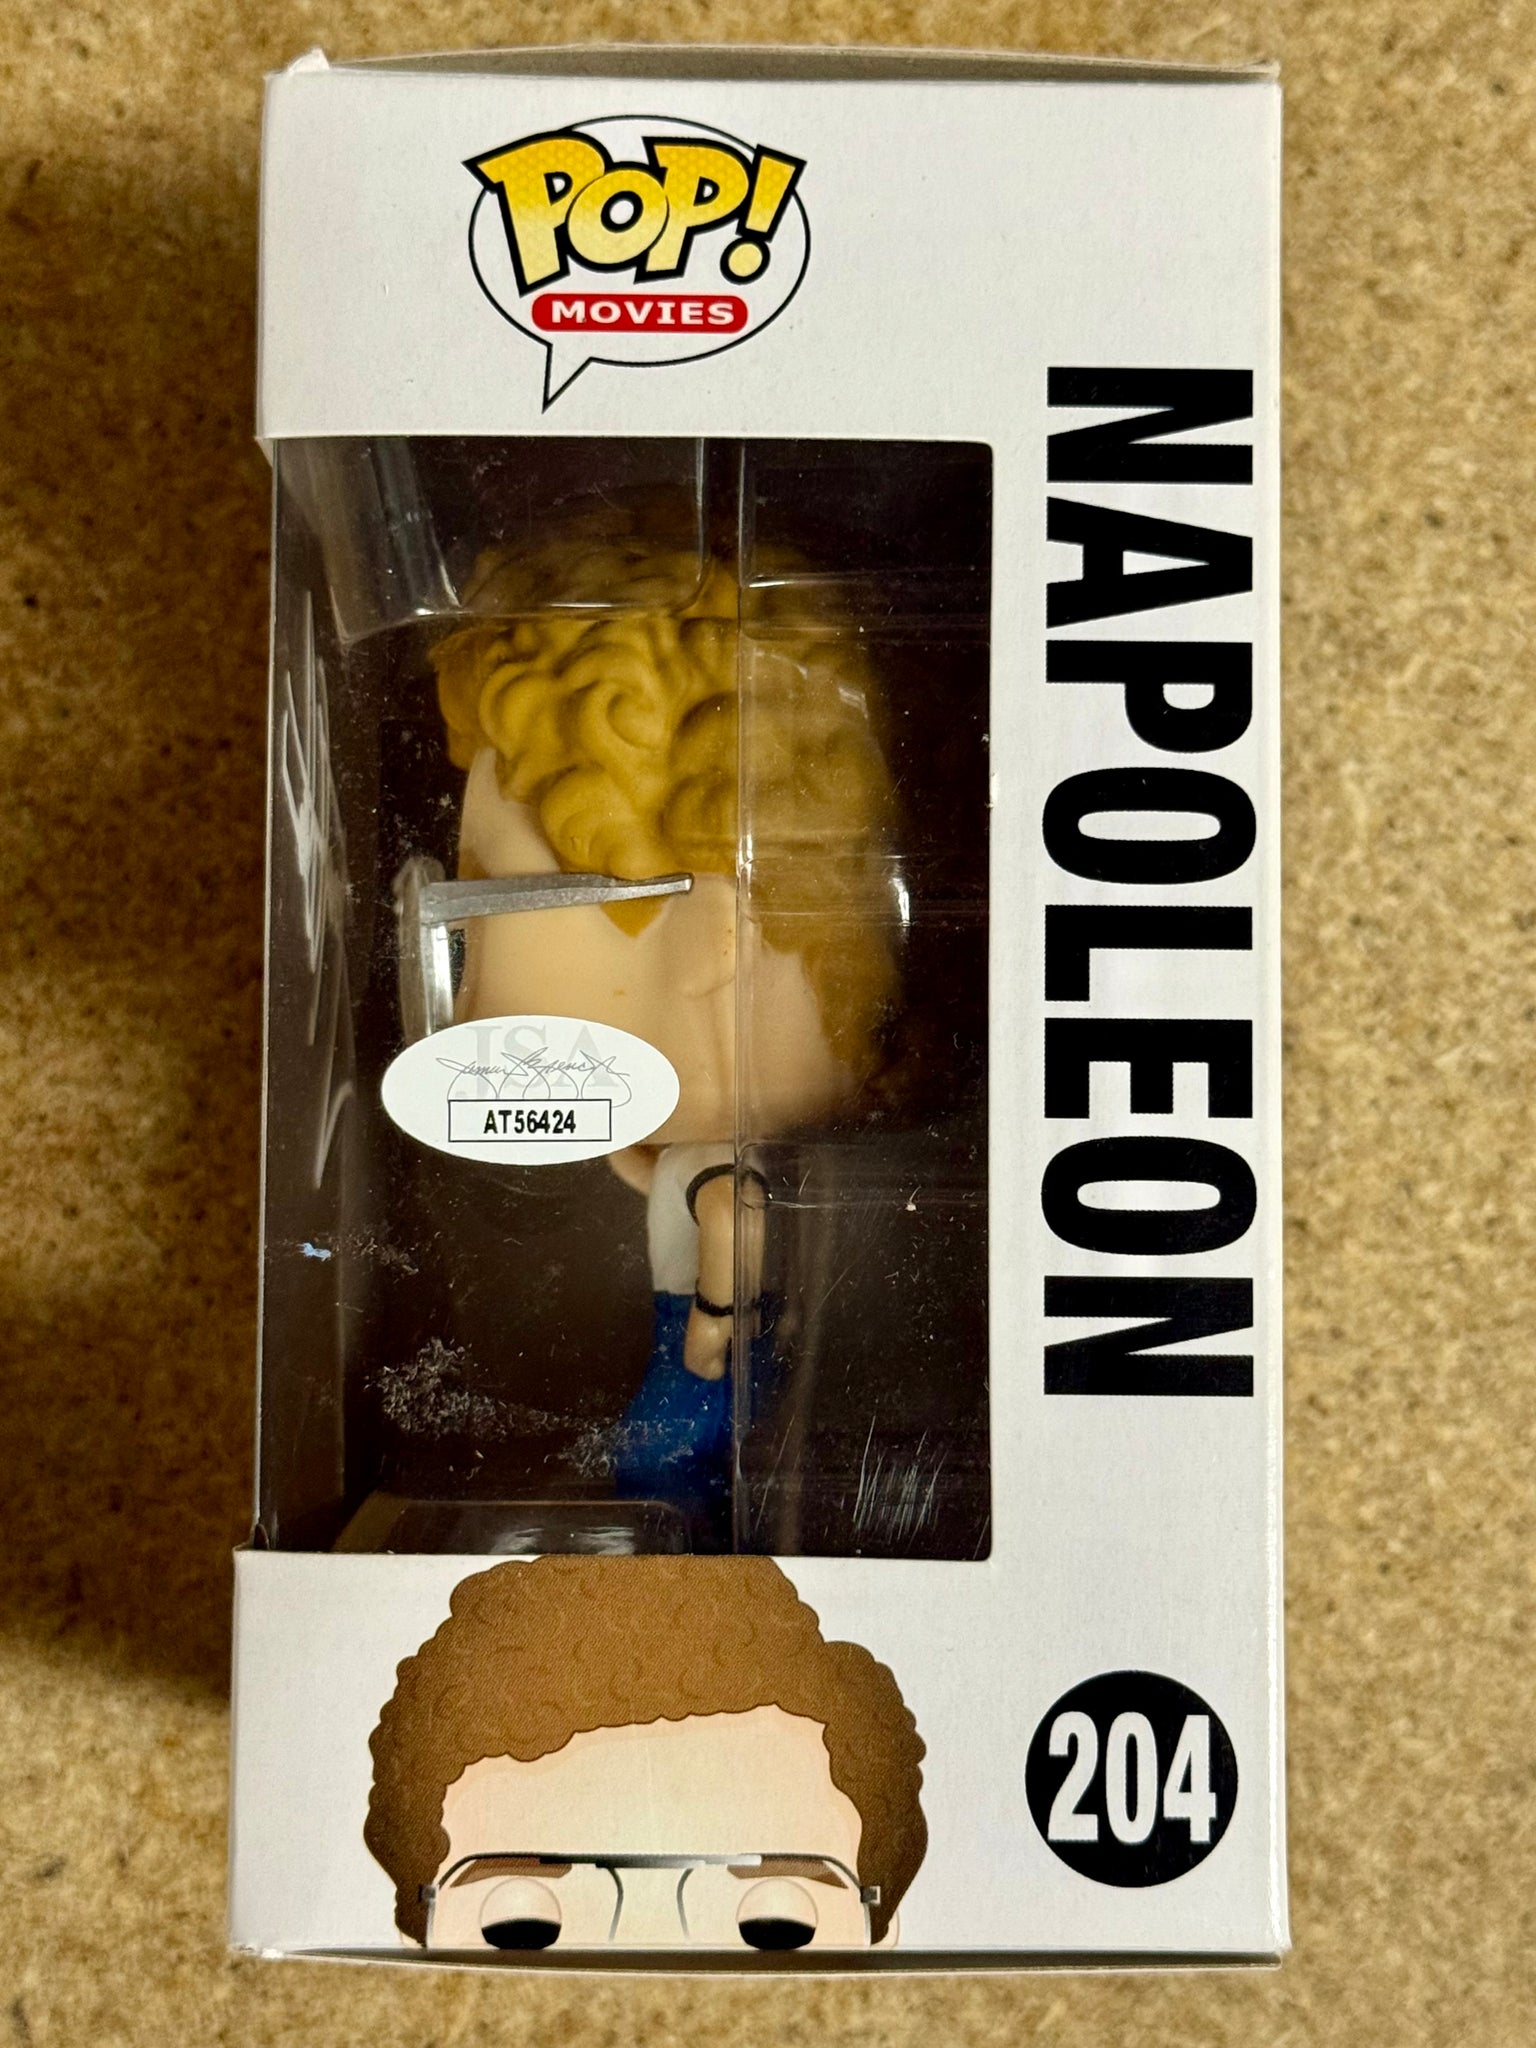 POP!
MOVIES
NAPOLEON
JSA
AT56424
204